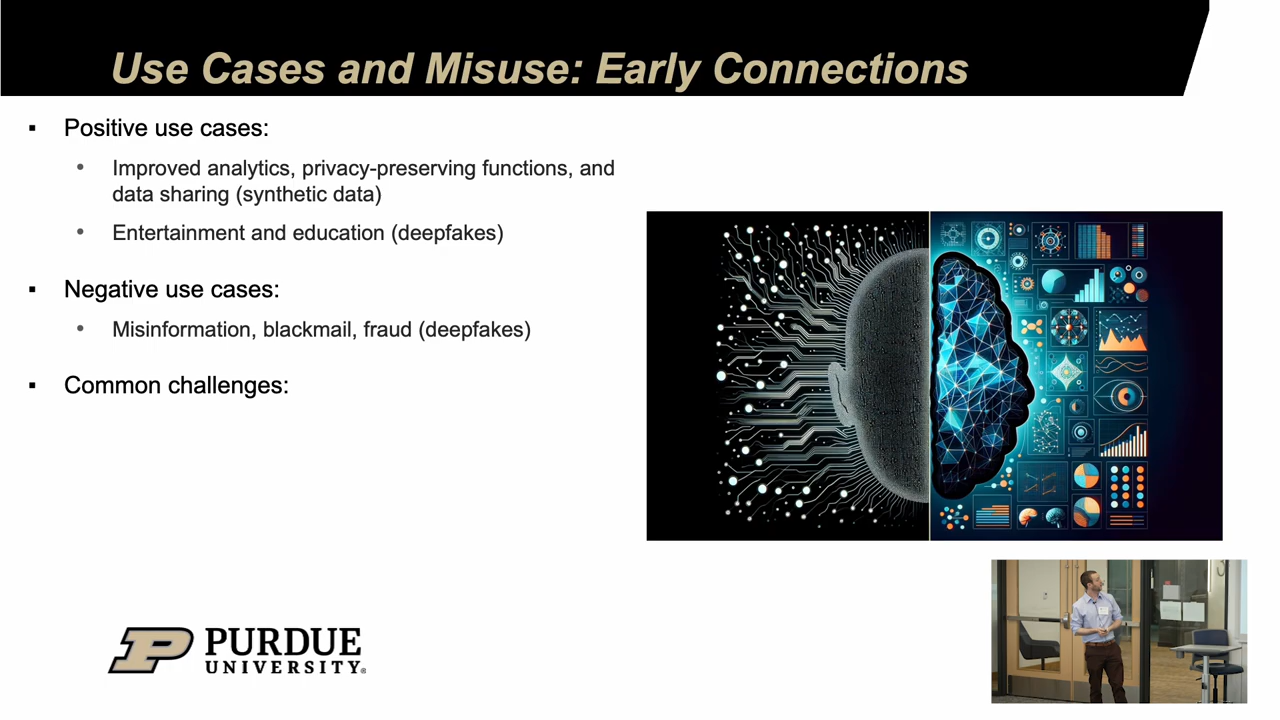 Use Cases and Misuse: Early Connections
▪ Positive use cases:
• Improved analytics, privacy-preserving functions, and
data sharing (synthetic data)
• Entertainment and education (deepfakes)
▪ Negative use cases:
• Misinformation, blackmail, fraud (deepfakes)
▪ Common challenges:
PURDUE
UNIVERSITY®